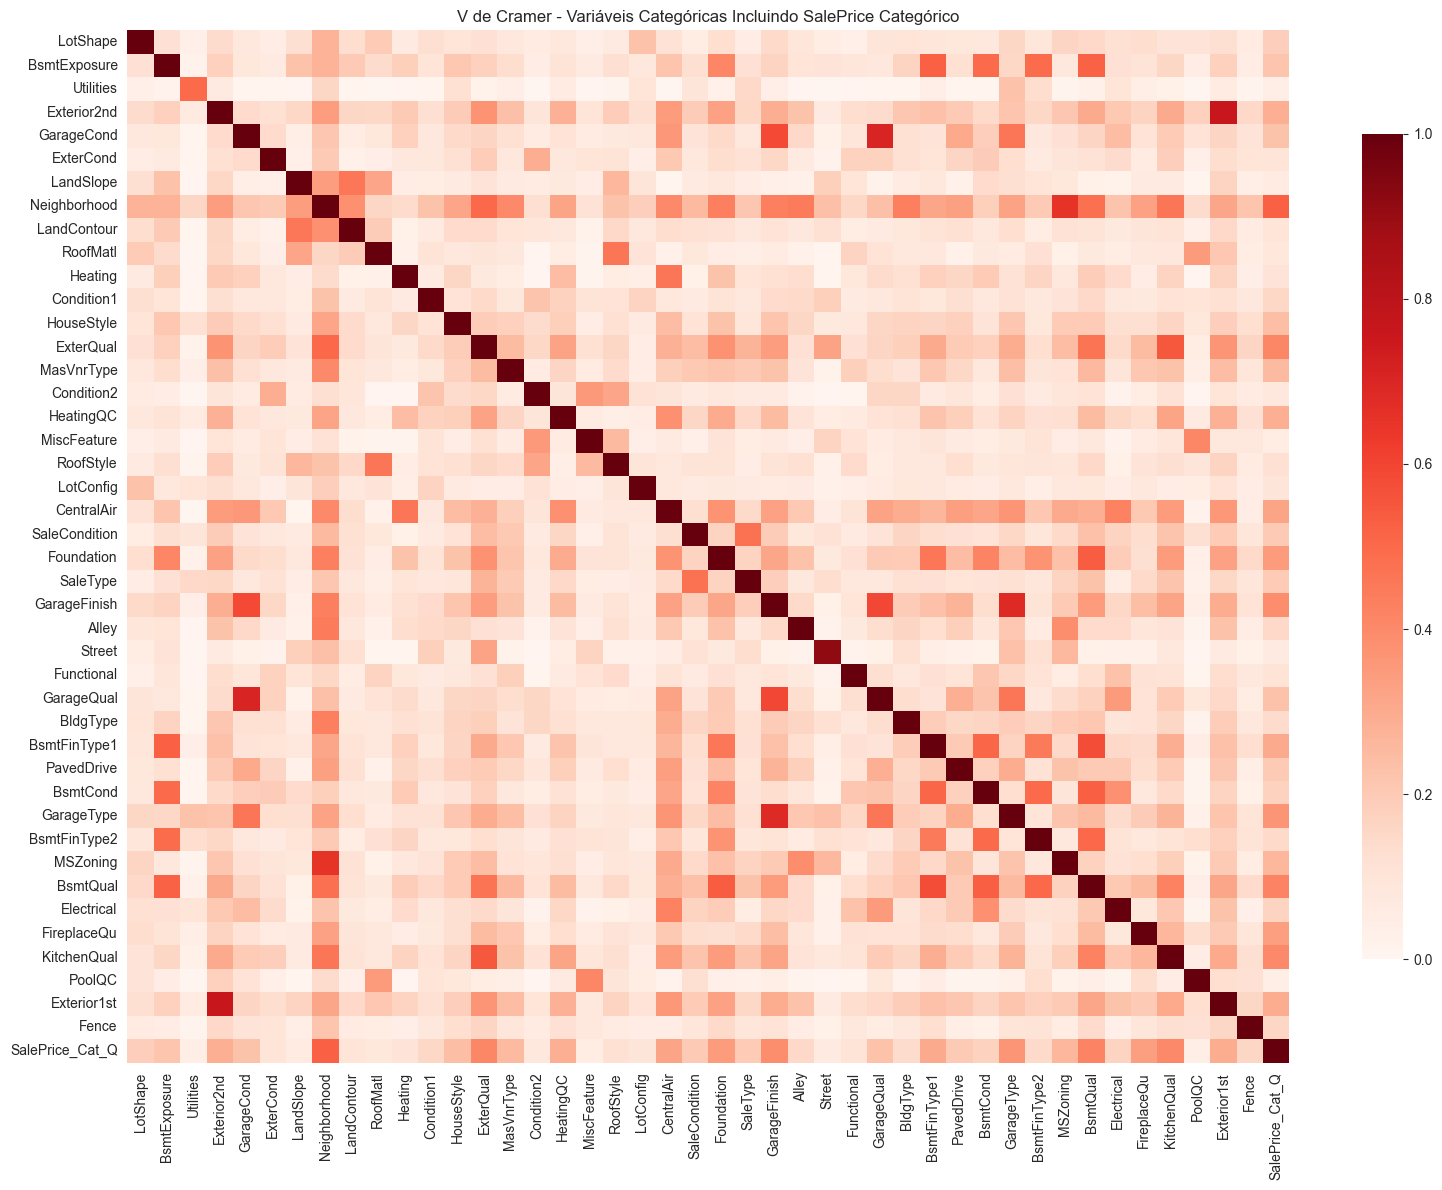 V de Cramer - Variáveis Categóricas Incluindo SalePrice Categórico
LotShape
BsmtExposure
Utilities
Exterior2nd
GarageCond
ExterCond
LandSlope
Neighborhood
LandContour
RoofMatl
Heating
Condition1
HouseStyle
ExterQual
MasVnrType
Condition2
HeatingQC
MiscFeature
RoofStyle
LotConfig
CentralAir
SaleCondition
Foundation
SaleType
GarageFinish
Alley
Street
Functional
GarageQual
BldgType
BsmtFinType1
PavedDrive
BsmtCond
GarageType
BsmtFinType2
MSZoning
BsmtQual
Electrical
FireplaceQu
KitchenQual
PoolQC
Exterior1st
Fence
SalePrice_Cat_Q
LotShape
BsmtExposure
Utilities
Exterior2nd
GarageCond
ExterCond
LandSlope
Neighborhood
LandContour
RoofMatl
Heating
Condition1
HouseStyle
ExterQual
MasVnrType
Condition2
HeatingQC
MiscFeature
RoofStyle
LotConfig
CentralAir
SaleCondition
Foundation
SaleType
GarageFinish
Alley
Street
Functional
GarageQual
BldgType
BsmtFinType1
PavedDrive
BsmtCond
GarageType
BsmtFinType2
MSZoning
BsmtQual
Electrical
FireplaceQu
KitchenQual
PoolQC
Exterior1st
Fence
SalePrice_Cat_Q
1.0
0.8
0.6
0.4
0.2
0.0